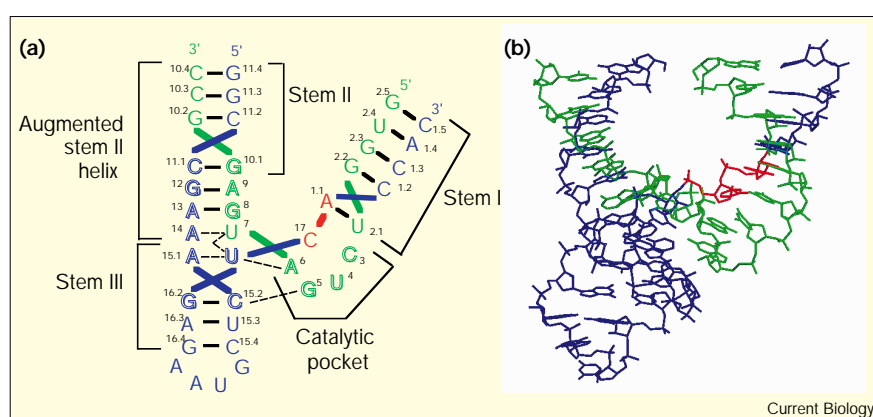 (a)
(b)
3' 5'
10.4 C G 11.4
10.3 C G 11.3
10.2 G C 11.2
Stem II
Augmented
stem II
helix
11.1 C G 10.1
12 G A 9
13 A G 8
14 A U 7
15.1 A U
2.5 G 5'
3'
2.4 U C 1.5
2.3 G A 1.4
2.2 G C 1.3
1.1 A C 1.2
Stem I
17 C U 2.1
A 6 C 3
G 5 U 4
Stem III
16.2 G C 15.2
16.3 A U 15.3
16.4 G C 15.4
A A U G
Catalytic
pocket
Current Biology